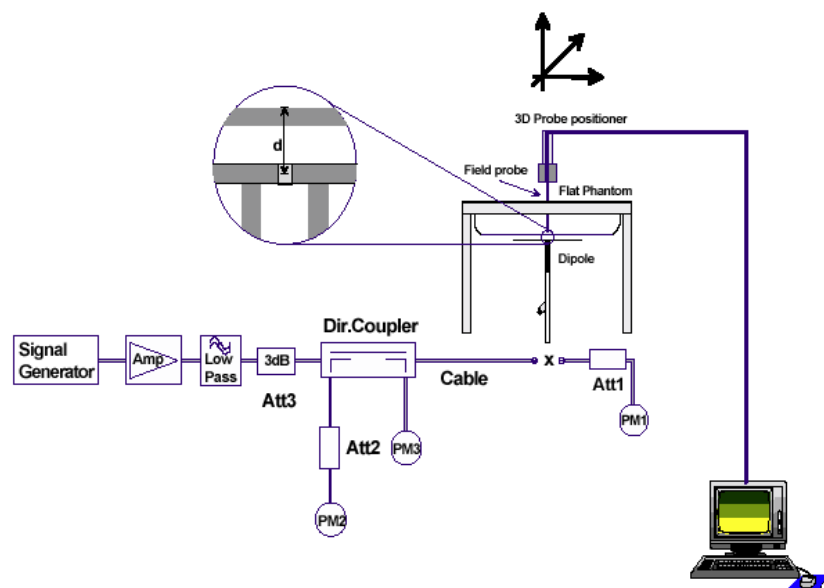 3D Probe positioner
d
Field probe
Flat Phantom
Dipole
Dir.Coupler
Signal
Generator
Amp
Low
Pass
3dB
Cable
x
Att1
Att3
PM1
Att2
PM3
PM2